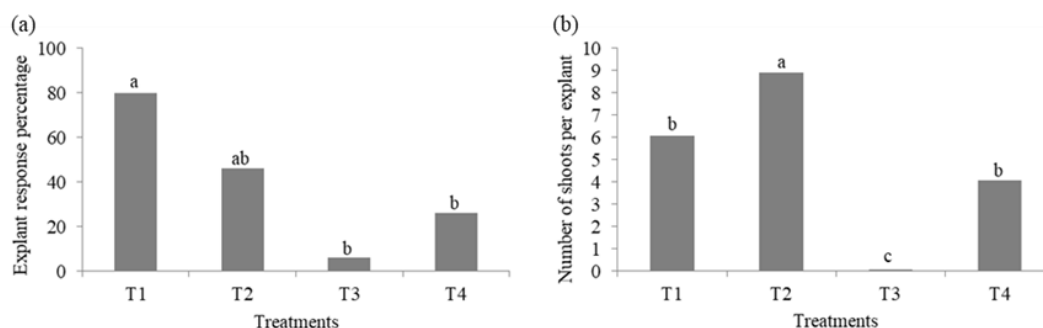 (a)
Explant response percentage
100
80
60
40
20
0
a
ab
b
b
T1 T2 T3 T4
Treatments
(b)
Number of shoots per explant
10
9
8
7
6
5
4
3
2
1
0
b
a
c
b
T1 T2 T3 T4
Treatments